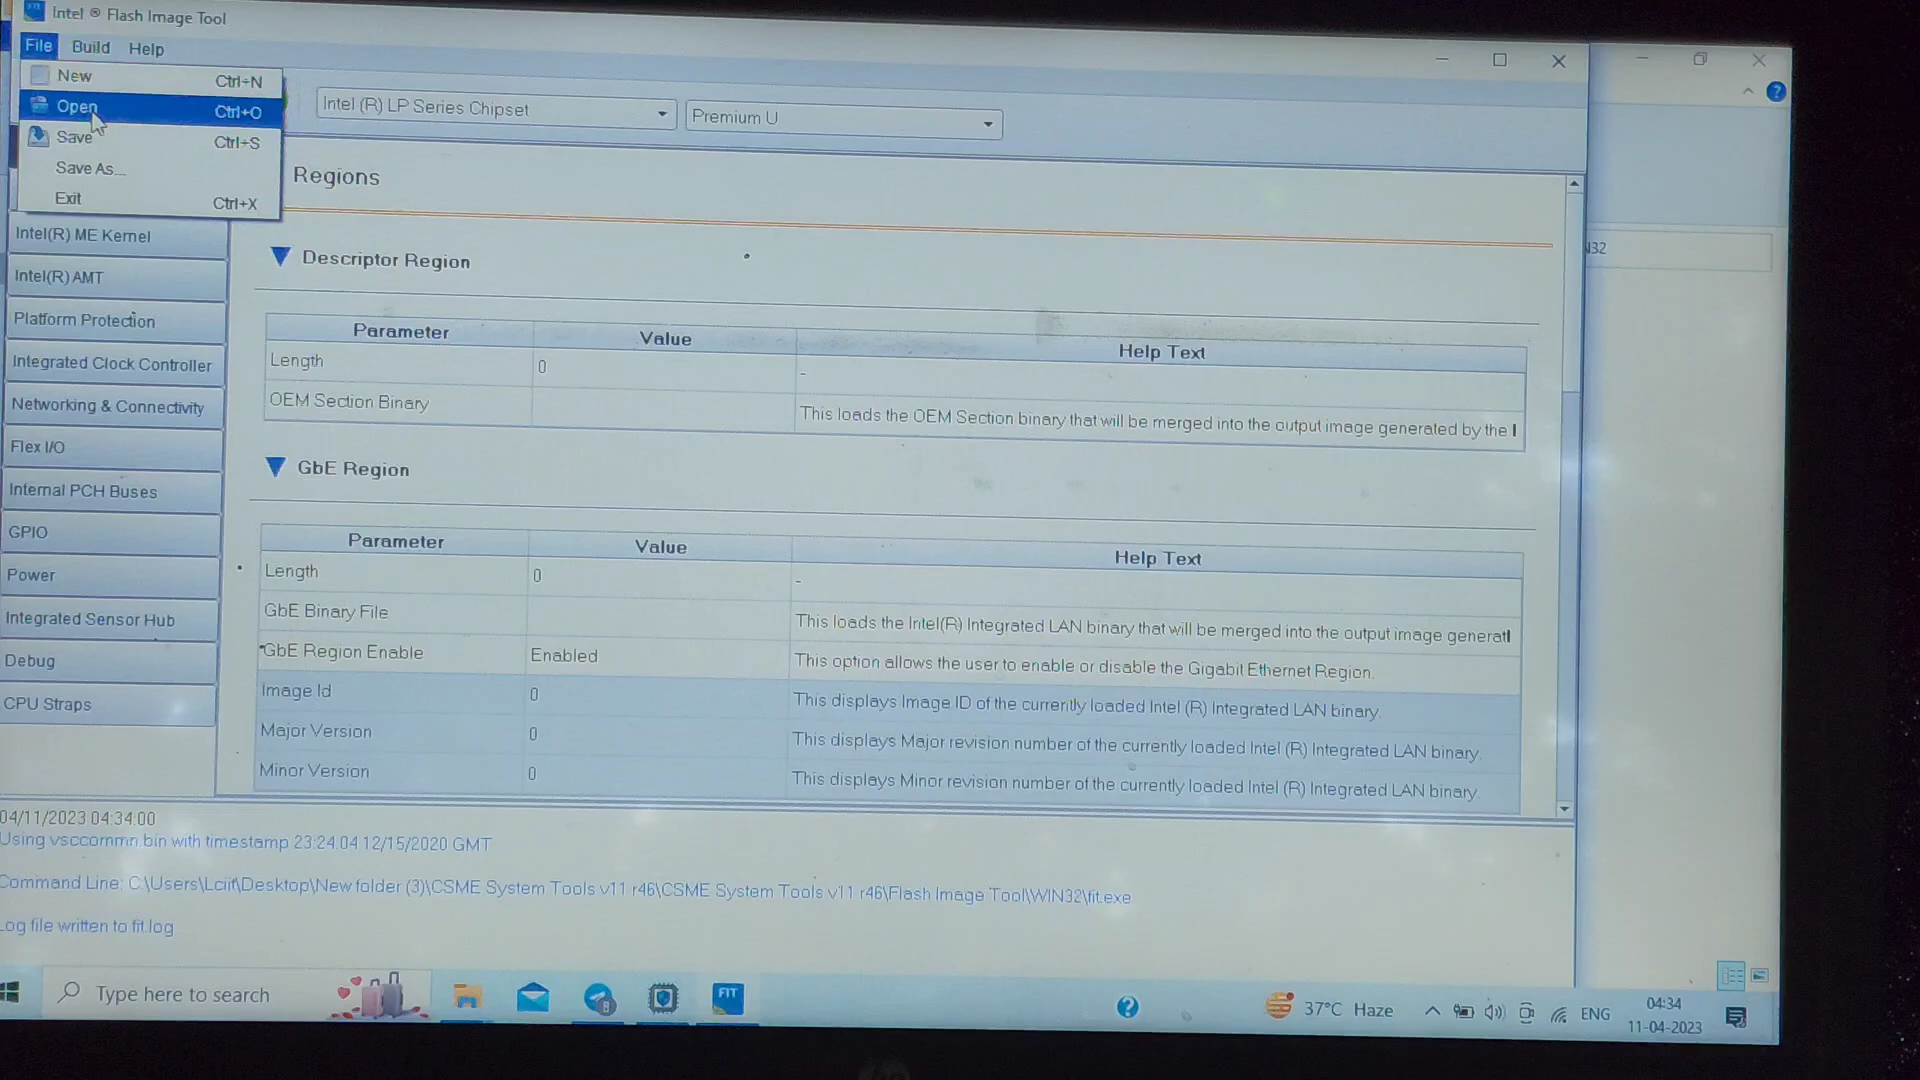 Intel ® Flash Image Tool
File Build Help
New Ctrl+N
Open Ctrl+O
Save Ctrl+S
Save As...
Exit Ctrl+X
Intel (R) LP Series Chipset
Premium U
Regions
Intel(R) ME Kernel
Intel(R) AMT
Platform Protection
Integrated Clock Controller
Networking & Connectivity
Flex I/O
Internal PCH Buses
GPIO
Power
Integrated Sensor Hub
Debug
CPU Straps
Descriptor Region
Parameter Value Help Text
Length 0 -
OEM Section Binary This loads the OEM Section binary that will be merged into the output image generated by the
GbE Region
Parameter Value Help Text
Length 0 -
GbE Binary File This loads the Intel(R) Integrated LAN binary that will be merged into the output image generat
GbE Region Enable Enabled This option allows the user to enable or disable the Gigabit Ethernet Region.
Image Id 0 This displays Image ID of the currently loaded Intel (R) Integrated LAN binary.
Major Version 0 This displays Major revision number of the currently loaded Intel (R) Integrated LAN binary.
Minor Version 0 This displays Minor revision number of the currently loaded Intel (R) Integrated LAN binary.
04/11/2023 04:34:00
Using vsccommn.bin with timestamp 23:24:04 12/15/2020 GMT
Command Line: C:\Users\Lciit\Desktop\New folder (3)\CSME System Tools v11 r46\CSME System Tools v11 r46\Flash Image Tool\WIN32\fit.exe
Log file written to fit.log
Type here to search
FIT
37°C Haze
ENG
04:34
11-04-2023